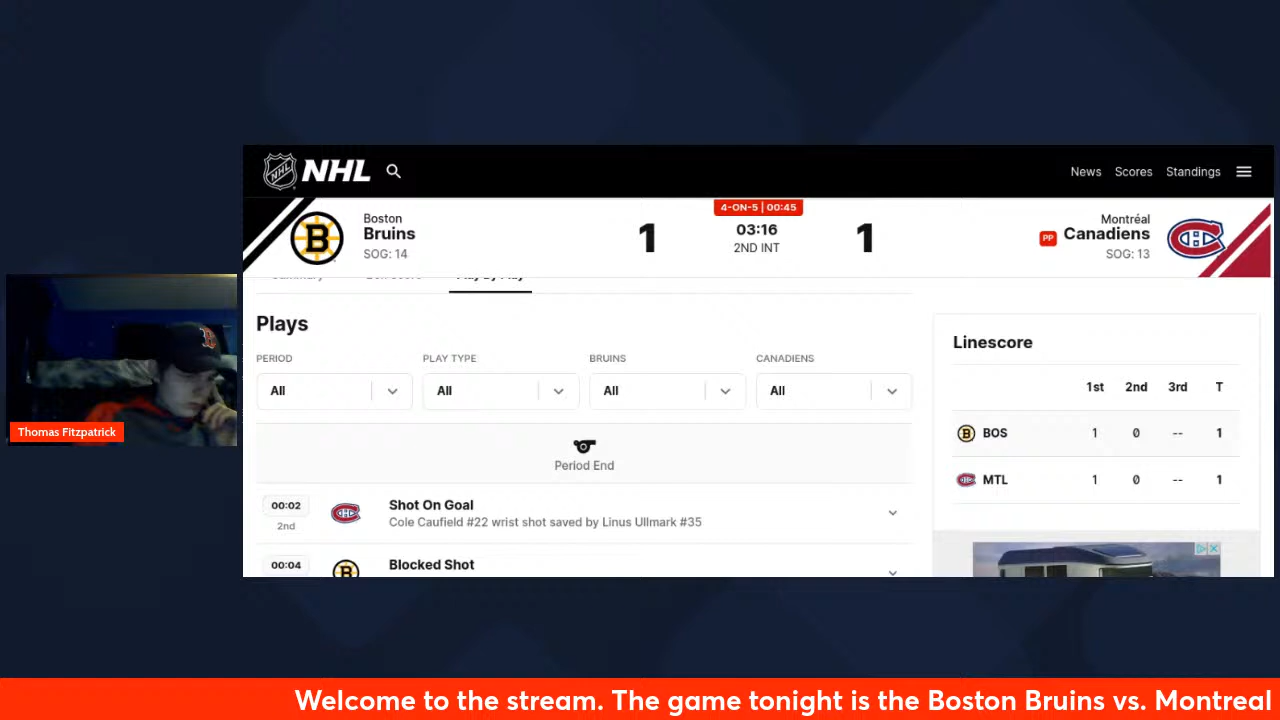 NHL
News
Scores
Standings
4-ON-5 | 00:45
Boston
Bruins
SOG: 14
1
03:16
2ND INT
1
PP
Montréal
Canadiens
SOG: 13
Plays
PERIOD
PLAY TYPE
BRUINS
CANADIENS
All
All
All
All
Period End
00:02
2nd
Shot On Goal
Cole Caufield #22 wrist shot saved by Linus Ullmark #35
00:04
Blocked Shot
Linescore
1st 2nd 3rd T
BOS 1 0 -- 1
MTL 1 0 -- 1
Thomas Fitzpatrick
Welcome to the stream. The game tonight is the Boston Bruins vs. Montreal